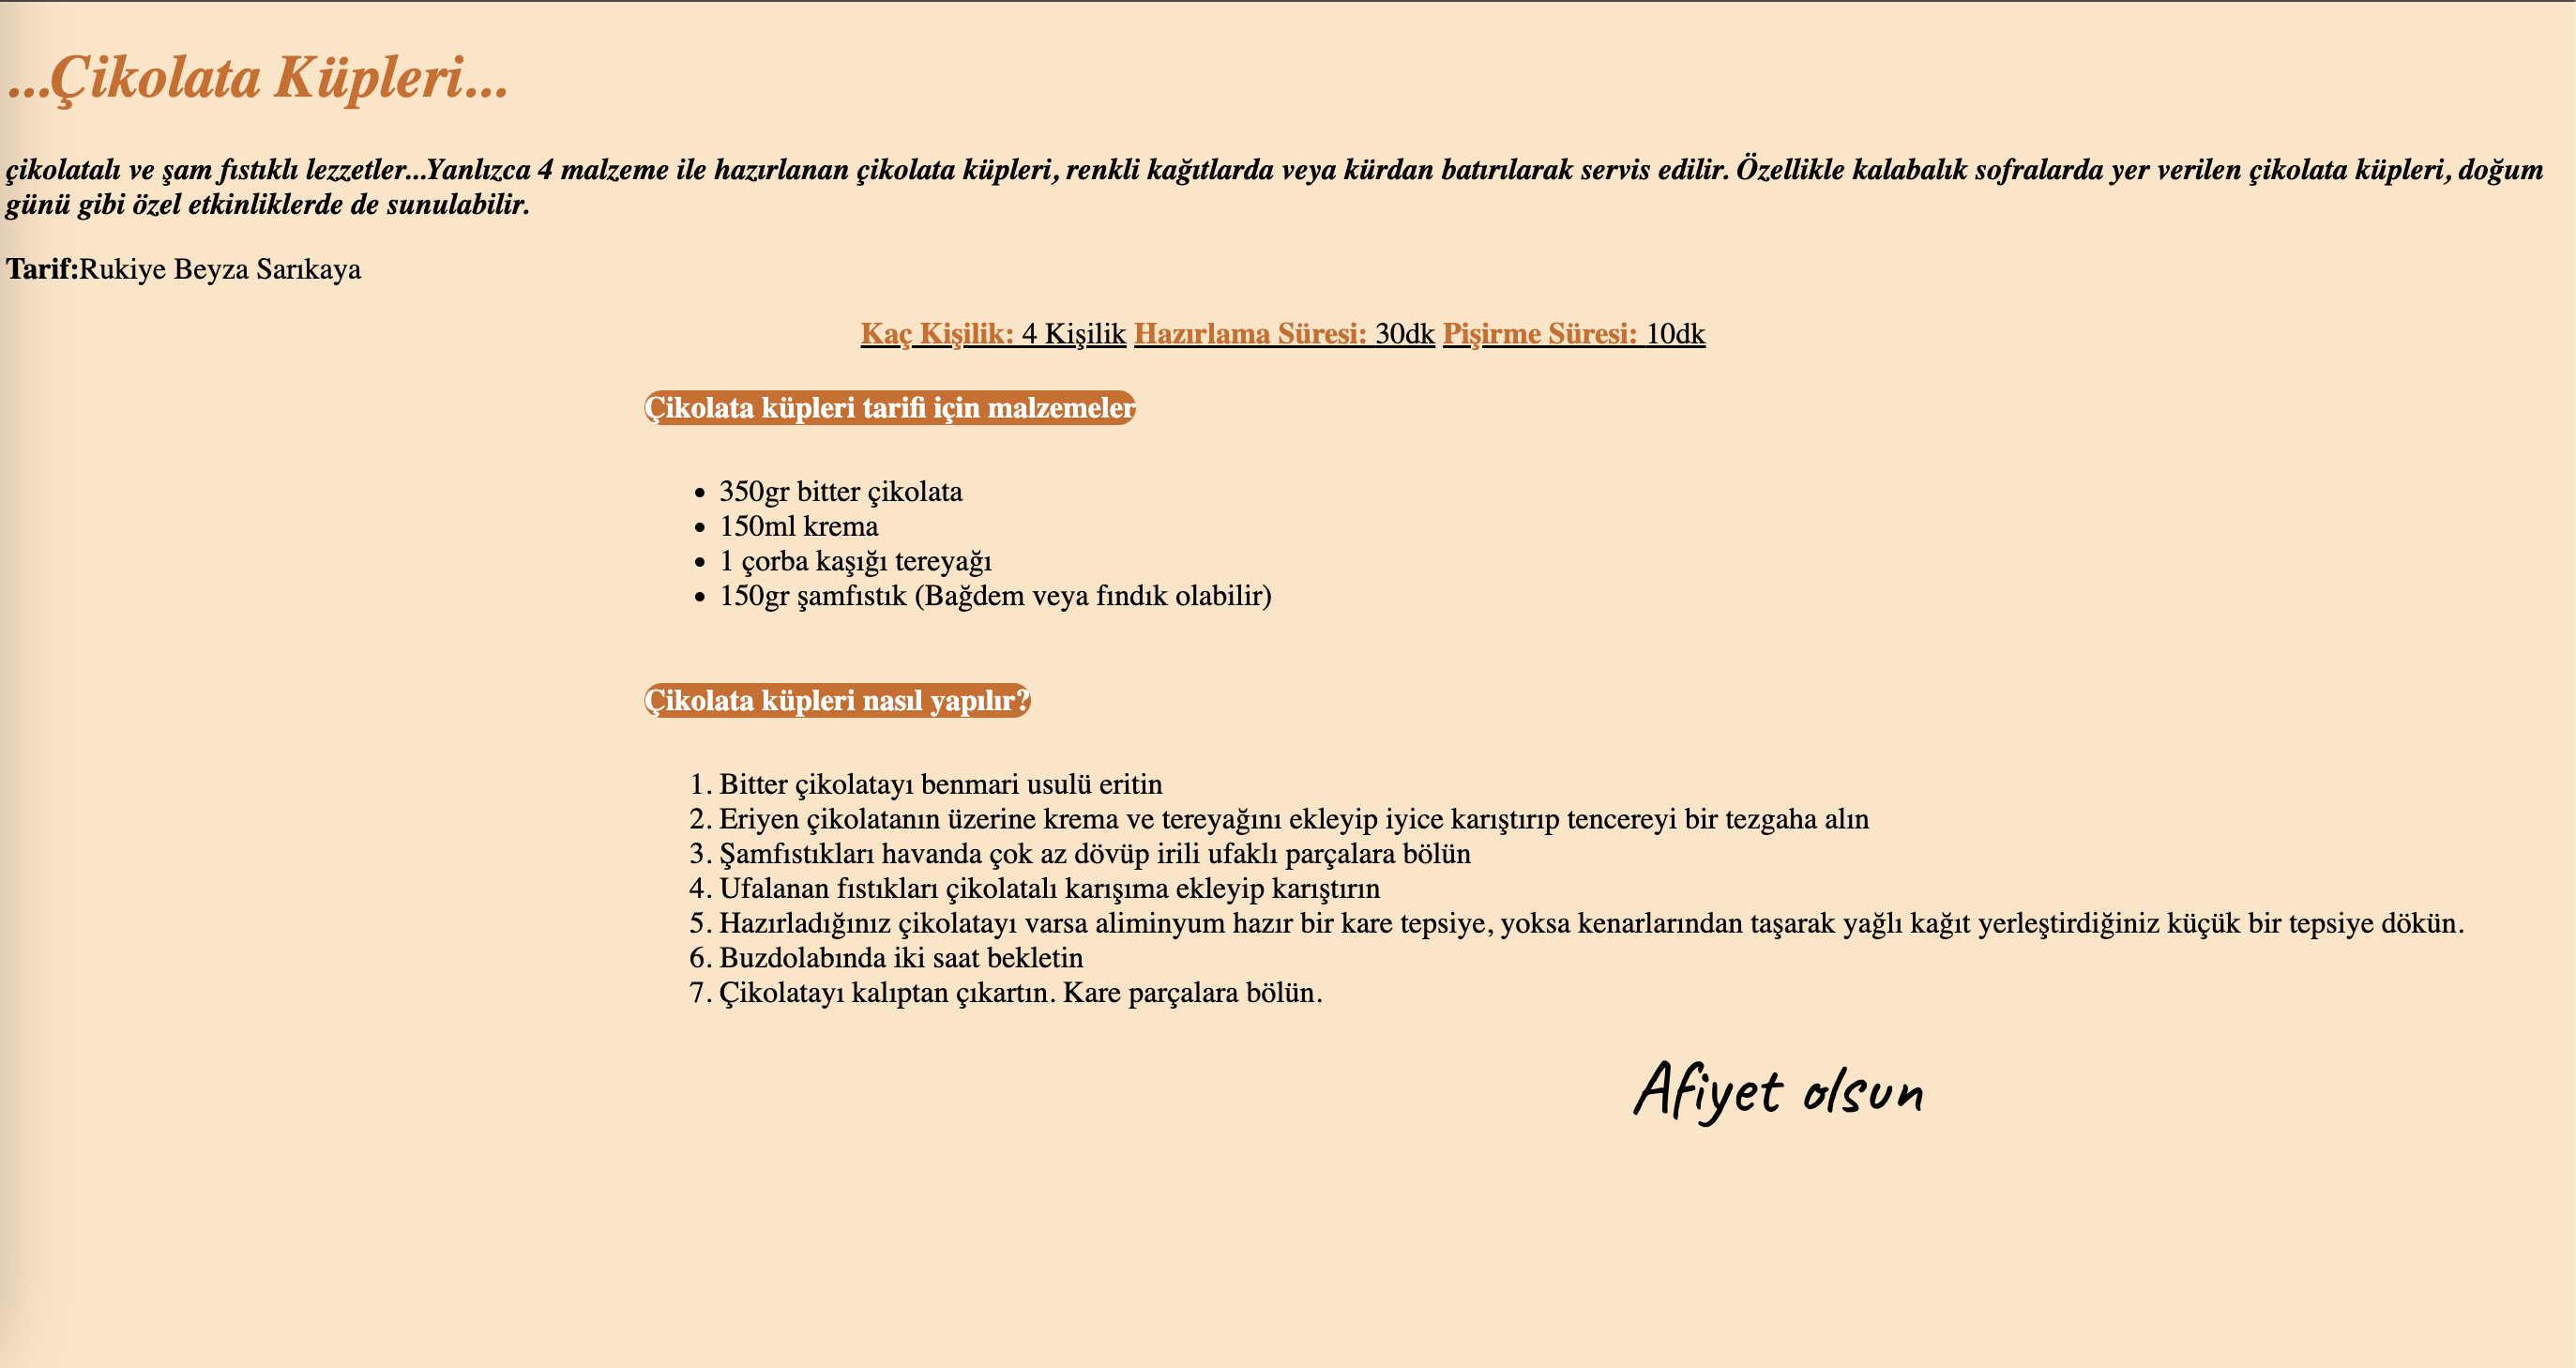 ...Çikolata Küpleri...
çikolatalı ve şam fıstıklı lezzetler...Yanlızca 4 malzeme ile hazırlanan çikolata küpleri, renkli kağıtlarda veya kürdan batırılarak servis edilir. Özellikle kalabalık sofralarda yer verilen çikolata küpleri, doğum
günü gibi özel etkinliklerde de sunulabilir.
Tarif:Rukiye Beyza Sarıkaya
Kaç Kişilik: 4 Kişilik Hazırlama Süresi: 30dk Pişirme Süresi: 10dk
Çikolata küpleri tarifi için malzemeler
• 350gr bitter çikolata
• 150ml krema
• 1 çorba kaşığı tereyağı
• 150gr şamfıstık (Bağdem veya fındık olabilir)
Çikolata küpleri nasıl yapılır?
1. Bitter çikolatayı benmari usulü eritin
2. Eriyen çikolatanın üzerine krema ve tereyağını ekleyip iyice karıştırıp tencereyi bir tezgaha alın
3. Şamfıstıkları havanda çok az dövüp irili ufaklı parçalara bölün
4. Ufalanan fıstıkları çikolatalı karışıma ekleyip karıştırın
5. Hazırladığınız çikolatayı varsa aliminyum hazır bir kare tepsiye, yoksa kenarlarından taşarak yağlı kağıt yerleştirdiğiniz küçük bir tepsiye dökün.
6. Buzdolabında iki saat bekletin
7. Çikolatayı kalıptan çıkartın. Kare parçalara bölün.
Afiyet olsun